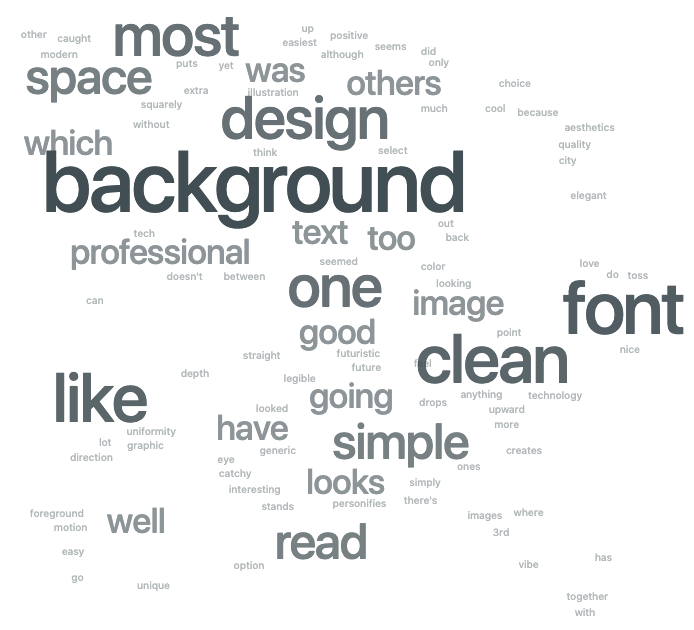 other
caught
most
up
positive
easiest
modern
although
seems
did
only
space
puts
yet
was
others
extra
illustration
choice
squarely
design
much
cool
because
without
aesthetics
which
think
select
quality
city
background
elegant
tech
text
too
out
back
professional
seemed
color
love
doesn't
between
do
toss
one
looking
can
image
font
good
point
straight
futuristic
nice
future
clean
depth
legible
like
going
drops
anything
technology
looked
upward
uniformity
have
more
lot
graphic
simple
direction
generic
creates
eye
ones
catchy
looks
simply
interesting
personifies
there's
stands
foreground
well
images
where
motion
3rd
read
easy
option
vibe
has
go
unique
together
with